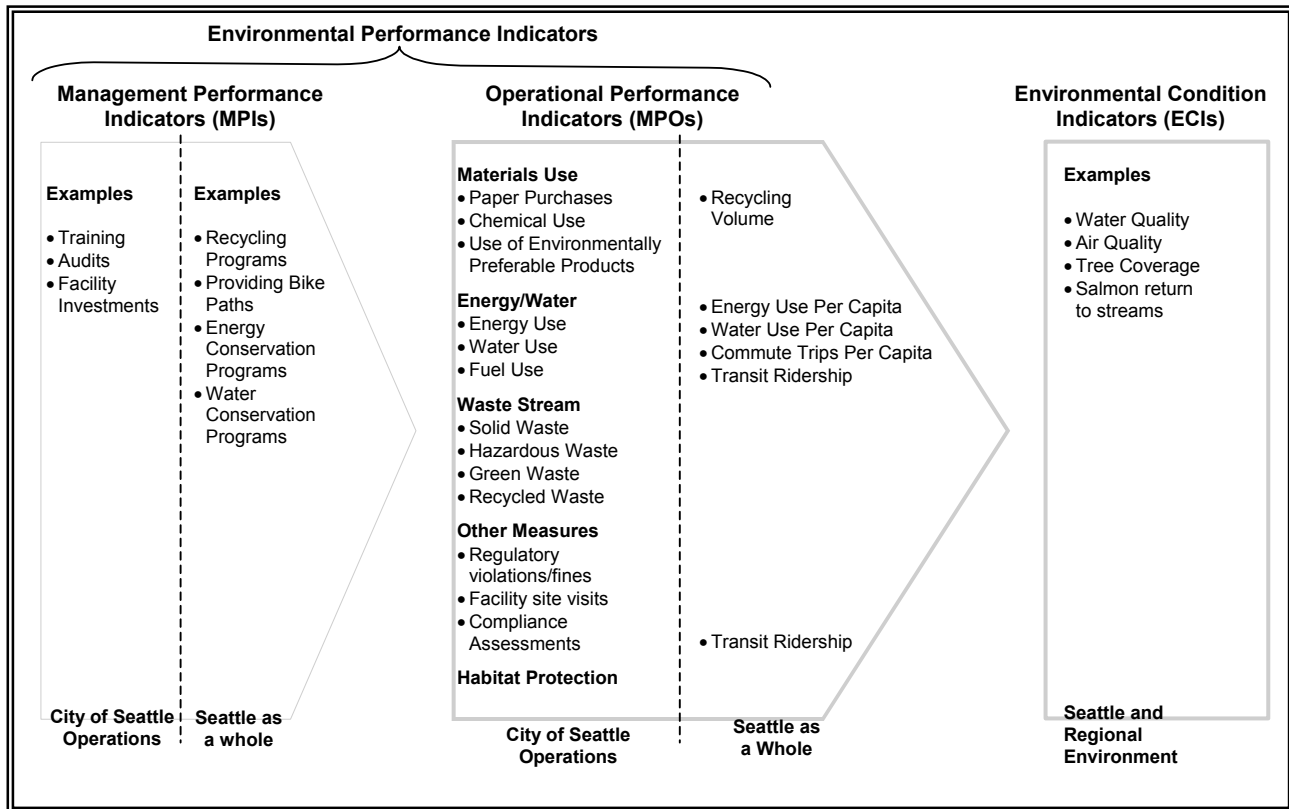 Environmental Performance Indicators
Management Performance
Indicators (MPIs)
Examples
• Training
• Audits
• Facility
Investments
City of Seattle
Operations
Examples
• Recycling
Programs
• Providing Bike
Paths
• Energy
Conservation
Programs
• Water
Conservation
Programs
Seattle as
a whole
Operational Performance
Indicators (MPOs)
Materials Use
• Paper Purchases
• Chemical Use
• Use of Environmentally
Preferable Products
Energy/Water
• Energy Use
• Water Use
• Fuel Use
Waste Stream
• Solid Waste
• Hazardous Waste
• Green Waste
• Recycled Waste
Other Measures
• Regulatory
violations/fines
• Facility site visits
• Compliance
Assessments
Habitat Protection
City of Seattle
Operations
• Recycling
Volume
• Energy Use Per Capita
• Water Use Per Capita
• Commute Trips Per Capita
• Transit Ridership
• Transit Ridership
Seattle as
a Whole
Environmental Condition
Indicators (ECIs)
Examples
• Water Quality
• Air Quality
• Tree Coverage
• Salmon return
to streams
Seattle and
Regional
Environment